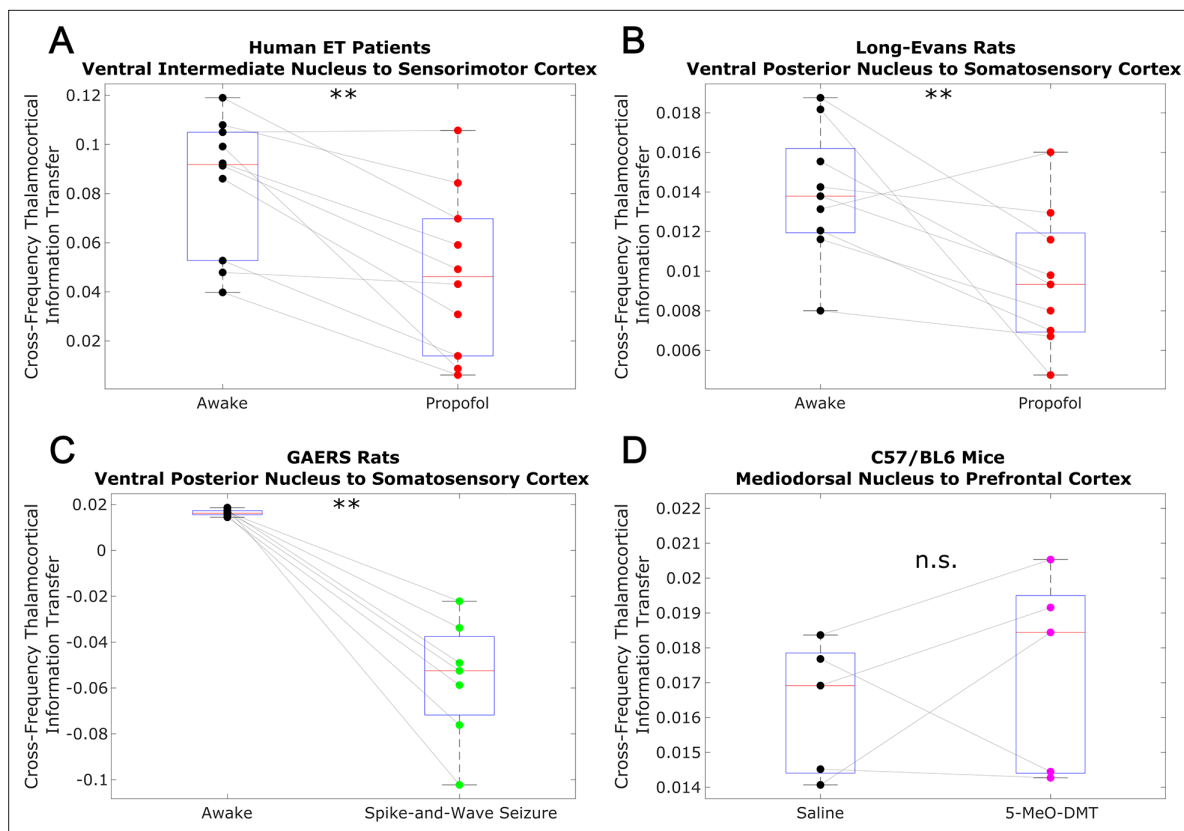 A
Human ET Patients
Ventral Intermediate Nucleus to Sensorimotor Cortex
**
Cross-Frequency Thalamocortical
Information Transfer
0.12
0.1
0.08
0.06
0.04
0.02
Awake
Propofol
B
Long-Evans Rats
Ventral Posterior Nucleus to Somatosensory Cortex
**
Cross-Frequency Thalamocortical
Information Transfer
0.018
0.016
0.014
0.012
0.01
0.008
0.006
Awake
Propofol
C
GAERS Rats
Ventral Posterior Nucleus to Somatosensory Cortex
**
Cross-Frequency Thalamocortical
Information Transfer
0.02
0
-0.02
-0.04
-0.06
-0.08
-0.1
Awake
Spike-and-Wave Seizure
D
C57/BL6 Mice
Mediodorsal Nucleus to Prefrontal Cortex
n.s.
Cross-Frequency Thalamocortical
Information Transfer
0.022
0.021
0.02
0.019
0.018
0.017
0.016
0.015
0.014
Saline
5-MeO-DMT